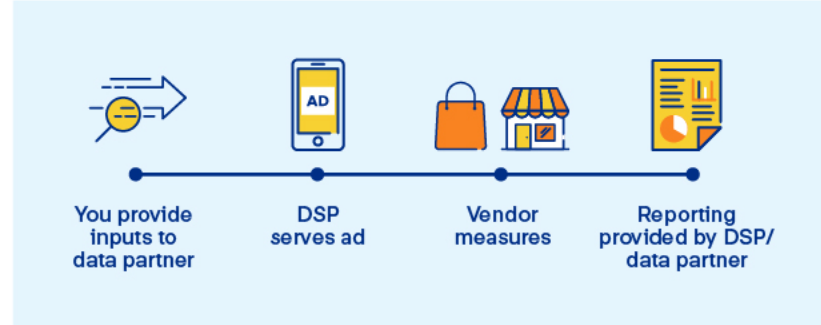 AD
You provide
inputs to
data partner
DSP
serves ad
Vendor
measures
Reporting
provided by DSP/
data partner